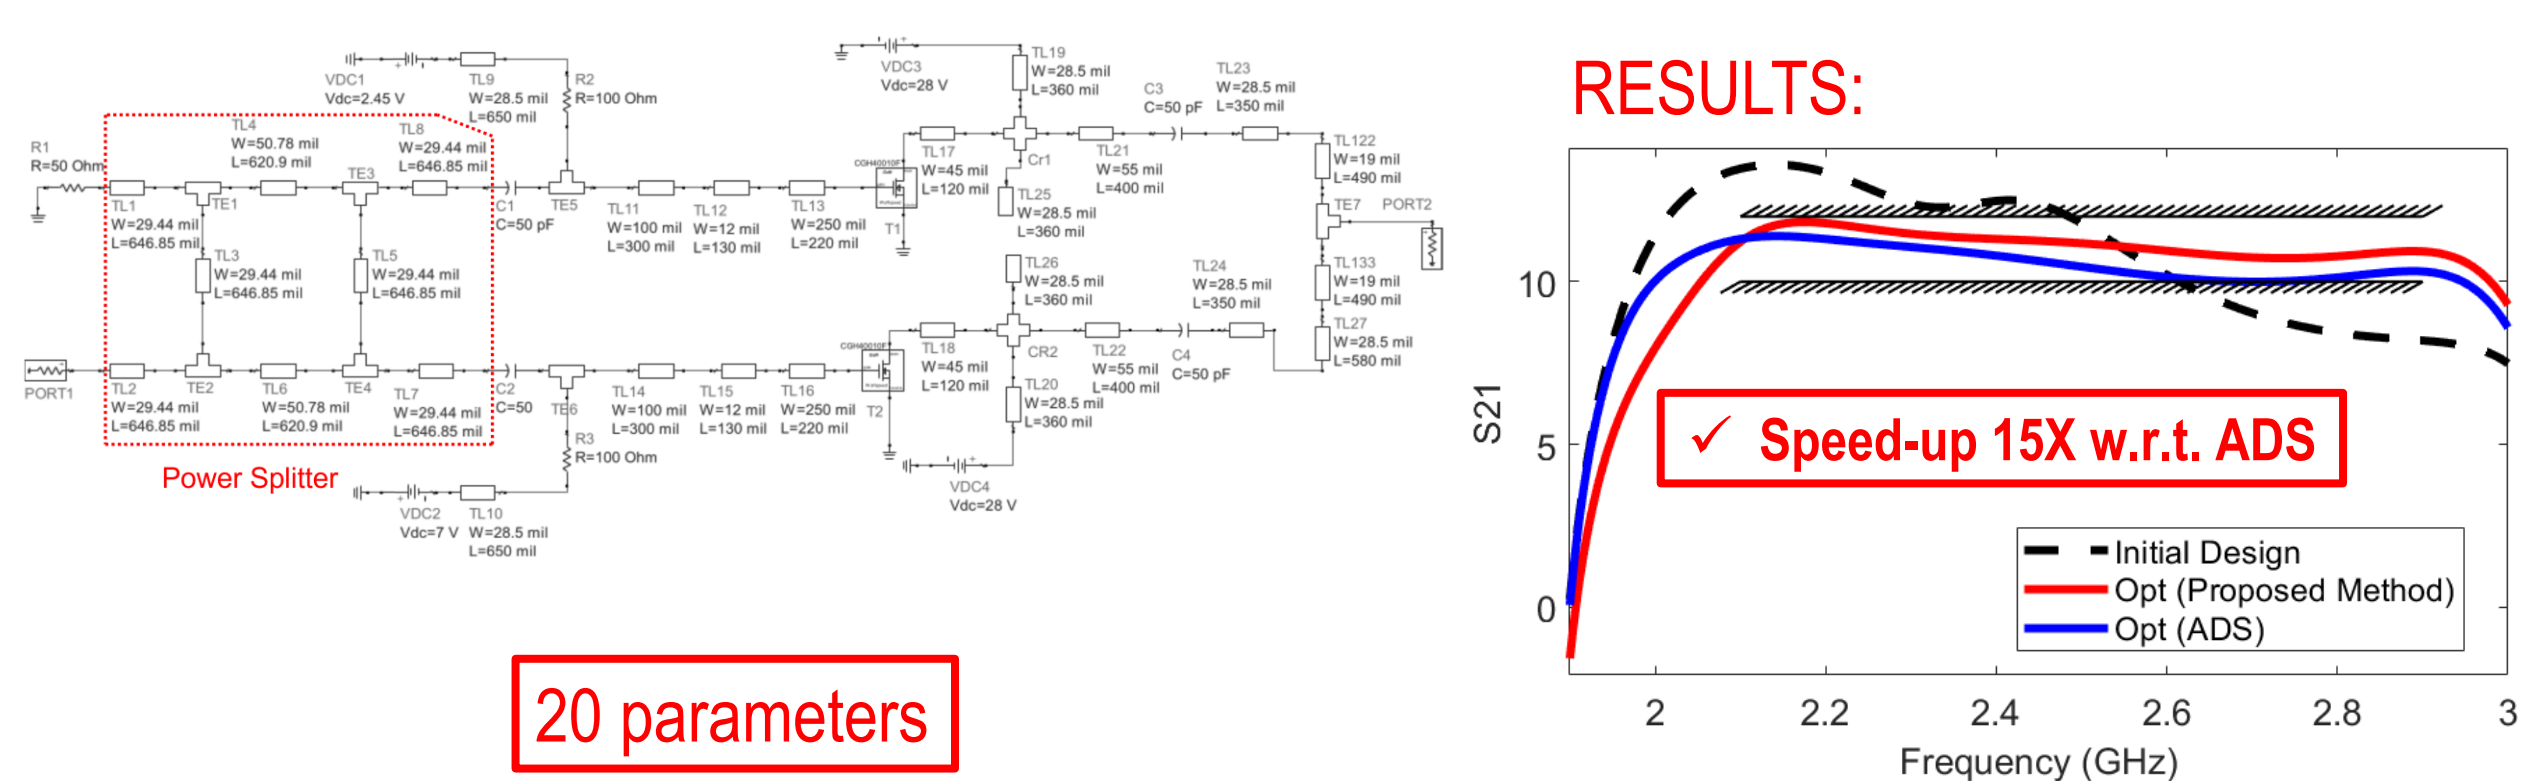 VDC1
Vdc=2.45 V
TL9
W=28.5 mil
L=650 mil
R2
R=100 Ohm
VDC3
Vdc=28 V
TL19
W=28.5 mil
L=360 mil
C3
C=50 pF
TL23
W=28.5 mil
L=350 mil
R1
R=50 Ohm
TL4
W=50.78 mil
L=620.9 mil
TL8
W=29.44 mil
L=646.85 mil
TL1
W=29.44 mil
L=646.85 mil
TE1
TE3
C1
C=50 pF
TE5
TL11
W=100 mil
L=300 mil
TL12
W=12 mil
L=130 mil
TL13
W=250 mil
L=220 mil
CGH40010F
T1
TL17
W=45 mil
L=120 mil
Cr1
TL25
W=28.5 mil
L=360 mil
TL21
W=55 mil
L=400 mil
TL122
W=19 mil
L=490 mil
TE7
PORT2
TL3
W=29.44 mil
L=646.85 mil
TL5
W=29.44 mil
L=646.85 mil
TL26
W=28.5 mil
L=360 mil
TL24
W=28.5 mil
L=350 mil
TL133
W=19 mil
L=490 mil
TL27
W=28.5 mil
L=580 mil
PORT1
TL2
W=29.44 mil
L=646.85 mil
TE2
TL6
W=50.78 mil
L=620.9 mil
TE4
TL7
W=29.44 mil
L=646.85 mil
C2
C=50
TE6
TL14
W=100 mil
L=300 mil
TL15
W=12 mil
L=130 mil
TL16
W=250 mil
L=220 mil
CGH40010F
T2
TL18
W=45 mil
L=120 mil
CR2
TL22
W=55 mil
L=400 mil
C4
C=50 pF
TL20
W=28.5 mil
L=360 mil
Power Splitter
R3
R=100 Ohm
VDC2
Vdc=7 V
TL10
W=28.5 mil
L=650 mil
VDC4
Vdc=28 V
20 parameters
RESULTS:
10
5
0
S21
✓ Speed-up 15X w.r.t. ADS
Initial Design
Opt (Proposed Method)
Opt (ADS)
2 2.2 2.4 2.6 2.8 3
Frequency (GHz)